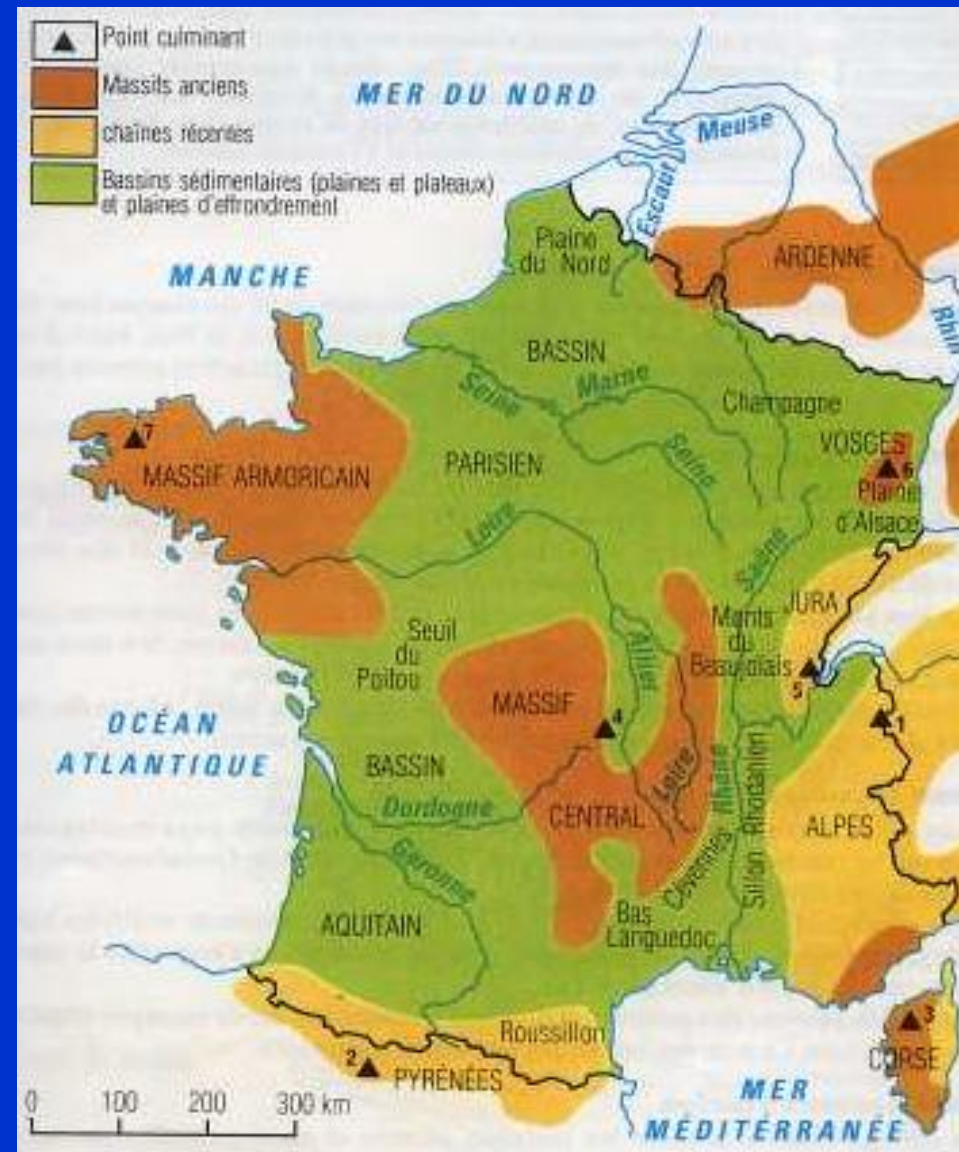 Point culminant
Massifs anciens
chaînes récentes
Bassins sédimentaires (plaines et plateaux)
et plaines d'effrondrement
MER DU NORD
Meuse
Escaut
Plaine
du Nord
ARDENNE
MANCHE
Rhin
BASSIN
Seine
Marne
Champagne
7
VOSGES
6
MASSIF ARMORICAIN
PARISIEN
Seine
Plaine
d'Alsace
Loire
Saône
JURA
Monts
du
Beaujolais
5
Seuil
du
Poitou
Allier
MASSIF
4
1
OCÉAN
ATLANTIQUE
BASSIN
Dordogne
CENTRAL
Loire
Rhône
Sillon Rhodanien
ALPES
Garonne
Cévennes
AQUITAIN
Bas
Languedoc
Roussillon
3
CORSE
2
PYRÉNÉES
MER
MÉDITERRANÉE
0 100 200 300 km